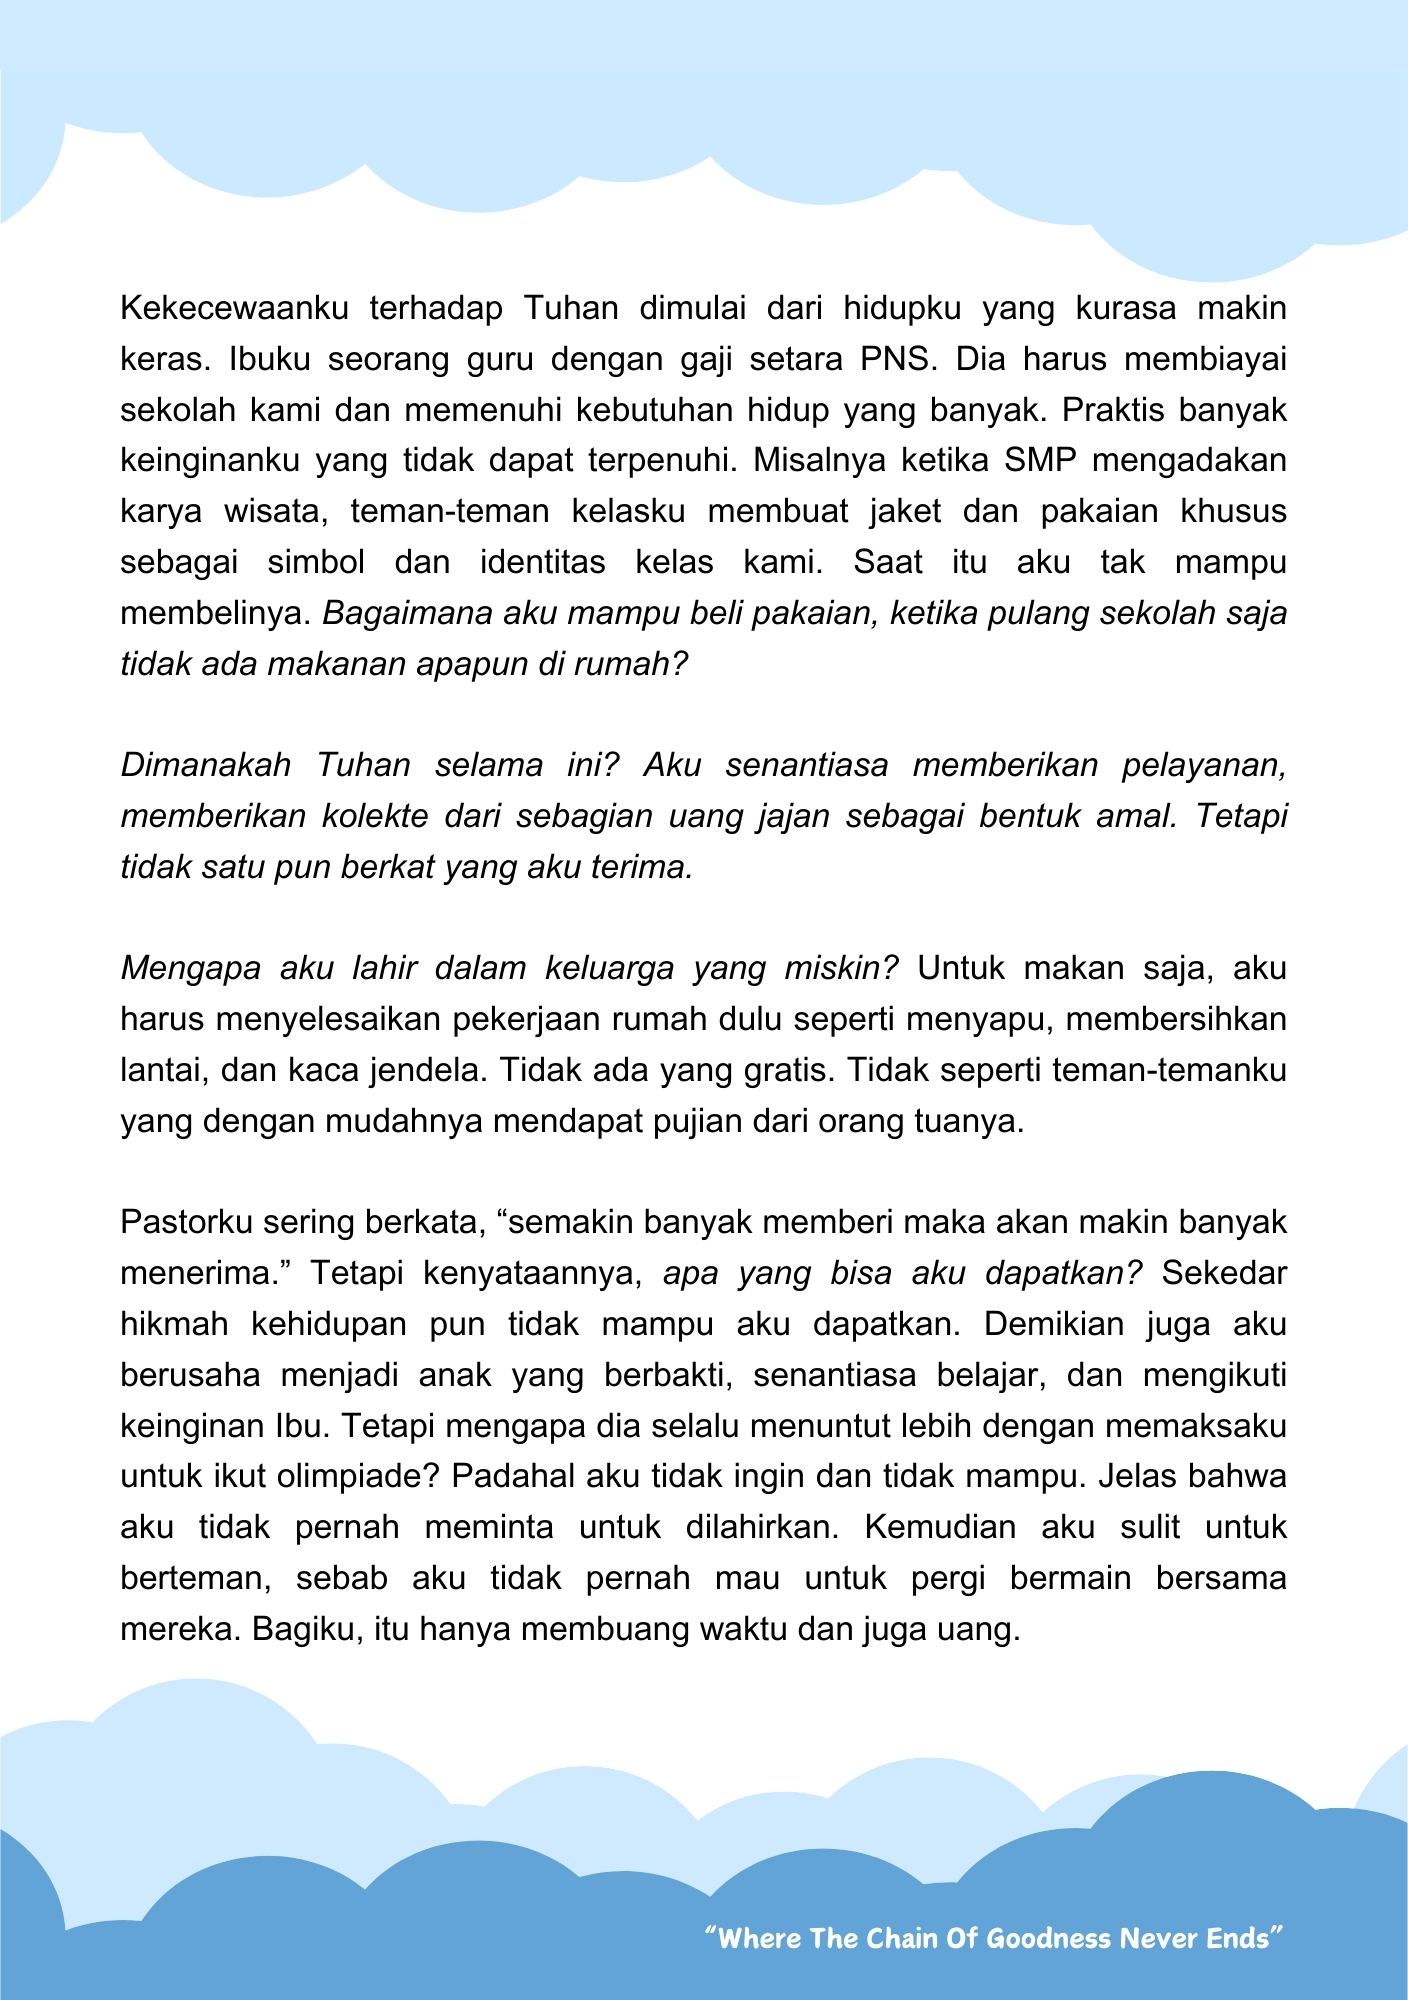 Kekecewaanku terhadap Tuhan dimulai dari hidupku yang kurasa makin
keras. Ibuku seorang guru dengan gaji setara PNS. Dia harus membiayai
sekolah kami dan memenuhi kebutuhan hidup yang banyak. Praktis banyak
keinginanku yang tidak dapat terpenuhi. Misalnya ketika SMP mengadakan
karya wisata, teman-teman kelasku membuat jaket dan pakaian khusus
sebagai simbol dan identitas kelas kami. Saat itu aku tak mampu
membelinya. Bagaimana aku mampu beli pakaian, ketika pulang sekolah saja
tidak ada makanan apapun di rumah?
Dimanakah Tuhan selama ini? Aku senantiasa memberikan pelayanan,
memberikan kolekte dari sebagian uang jajan sebagai bentuk amal. Tetapi
tidak satu pun berkat yang aku terima.
Mengapa aku lahir dalam keluarga yang miskin? Untuk makan saja, aku
harus menyelesaikan pekerjaan rumah dulu seperti menyapu, membersihkan
lantai, dan kaca jendela. Tidak ada yang gratis. Tidak seperti teman-temanku
yang dengan mudahnya mendapat pujian dari orang tuanya.
Pastorku sering berkata, “semakin banyak memberi maka akan makin banyak
menerima.” Tetapi kenyataannya, apa yang bisa aku dapatkan? Sekedar
hikmah kehidupan pun tidak mampu aku dapatkan. Demikian juga aku
berusaha menjadi anak yang berbakti, senantiasa belajar, dan mengikuti
keinginan Ibu. Tetapi mengapa dia selalu menuntut lebih dengan memaksaku
untuk ikut olimpiade? Padahal aku tidak ingin dan tidak mampu. Jelas bahwa
aku tidak pernah meminta untuk dilahirkan. Kemudian aku sulit untuk
berteman, sebab aku tidak pernah mau untuk pergi bermain bersama
mereka. Bagiku, itu hanya membuang waktu dan juga uang.
“Where The Chain Of Goodness Never Ends”